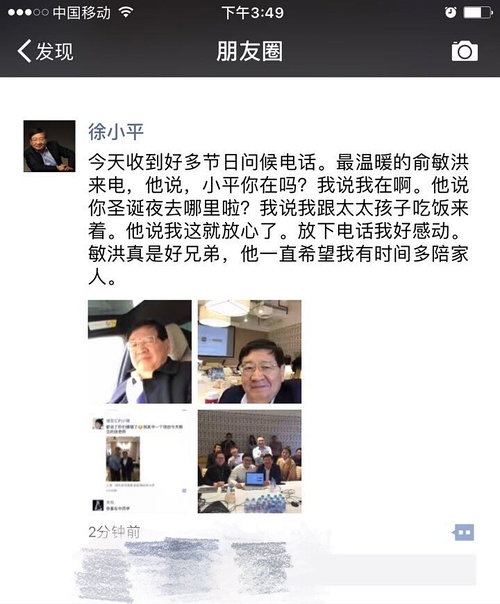 中国移动
下午3:49
发现
朋友圈
徐小平
今天收到好多节日问候电话。最温暖的俞敏洪
来电，他说，小平你在吗？我说我在啊。他说
你圣诞夜去哪里啦？我说我跟太太孩子吃饭来
着。他说我这就放心了。放下电话我好感动。
敏洪真是好兄弟，他一直希望我有时间多陪家
人。
2分钟前